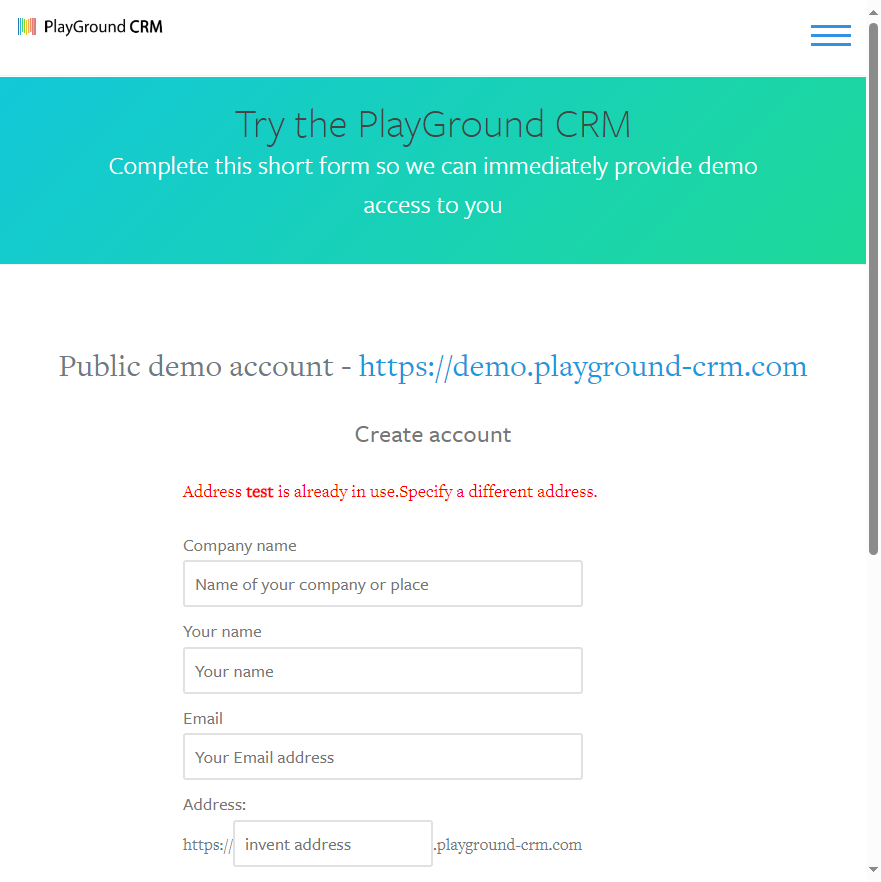 PlayGround CRM
Try the PlayGround CRM
Complete this short form so we can immediately provide demo
access to you
Public demo account - https://demo.playground-crm.com
Create account
Address test is already in use.Specify a different address.
Company name
Name of your company or place
Your name
Your name
Email
Your Email address
Address:
https:// invent address .playground-crm.com